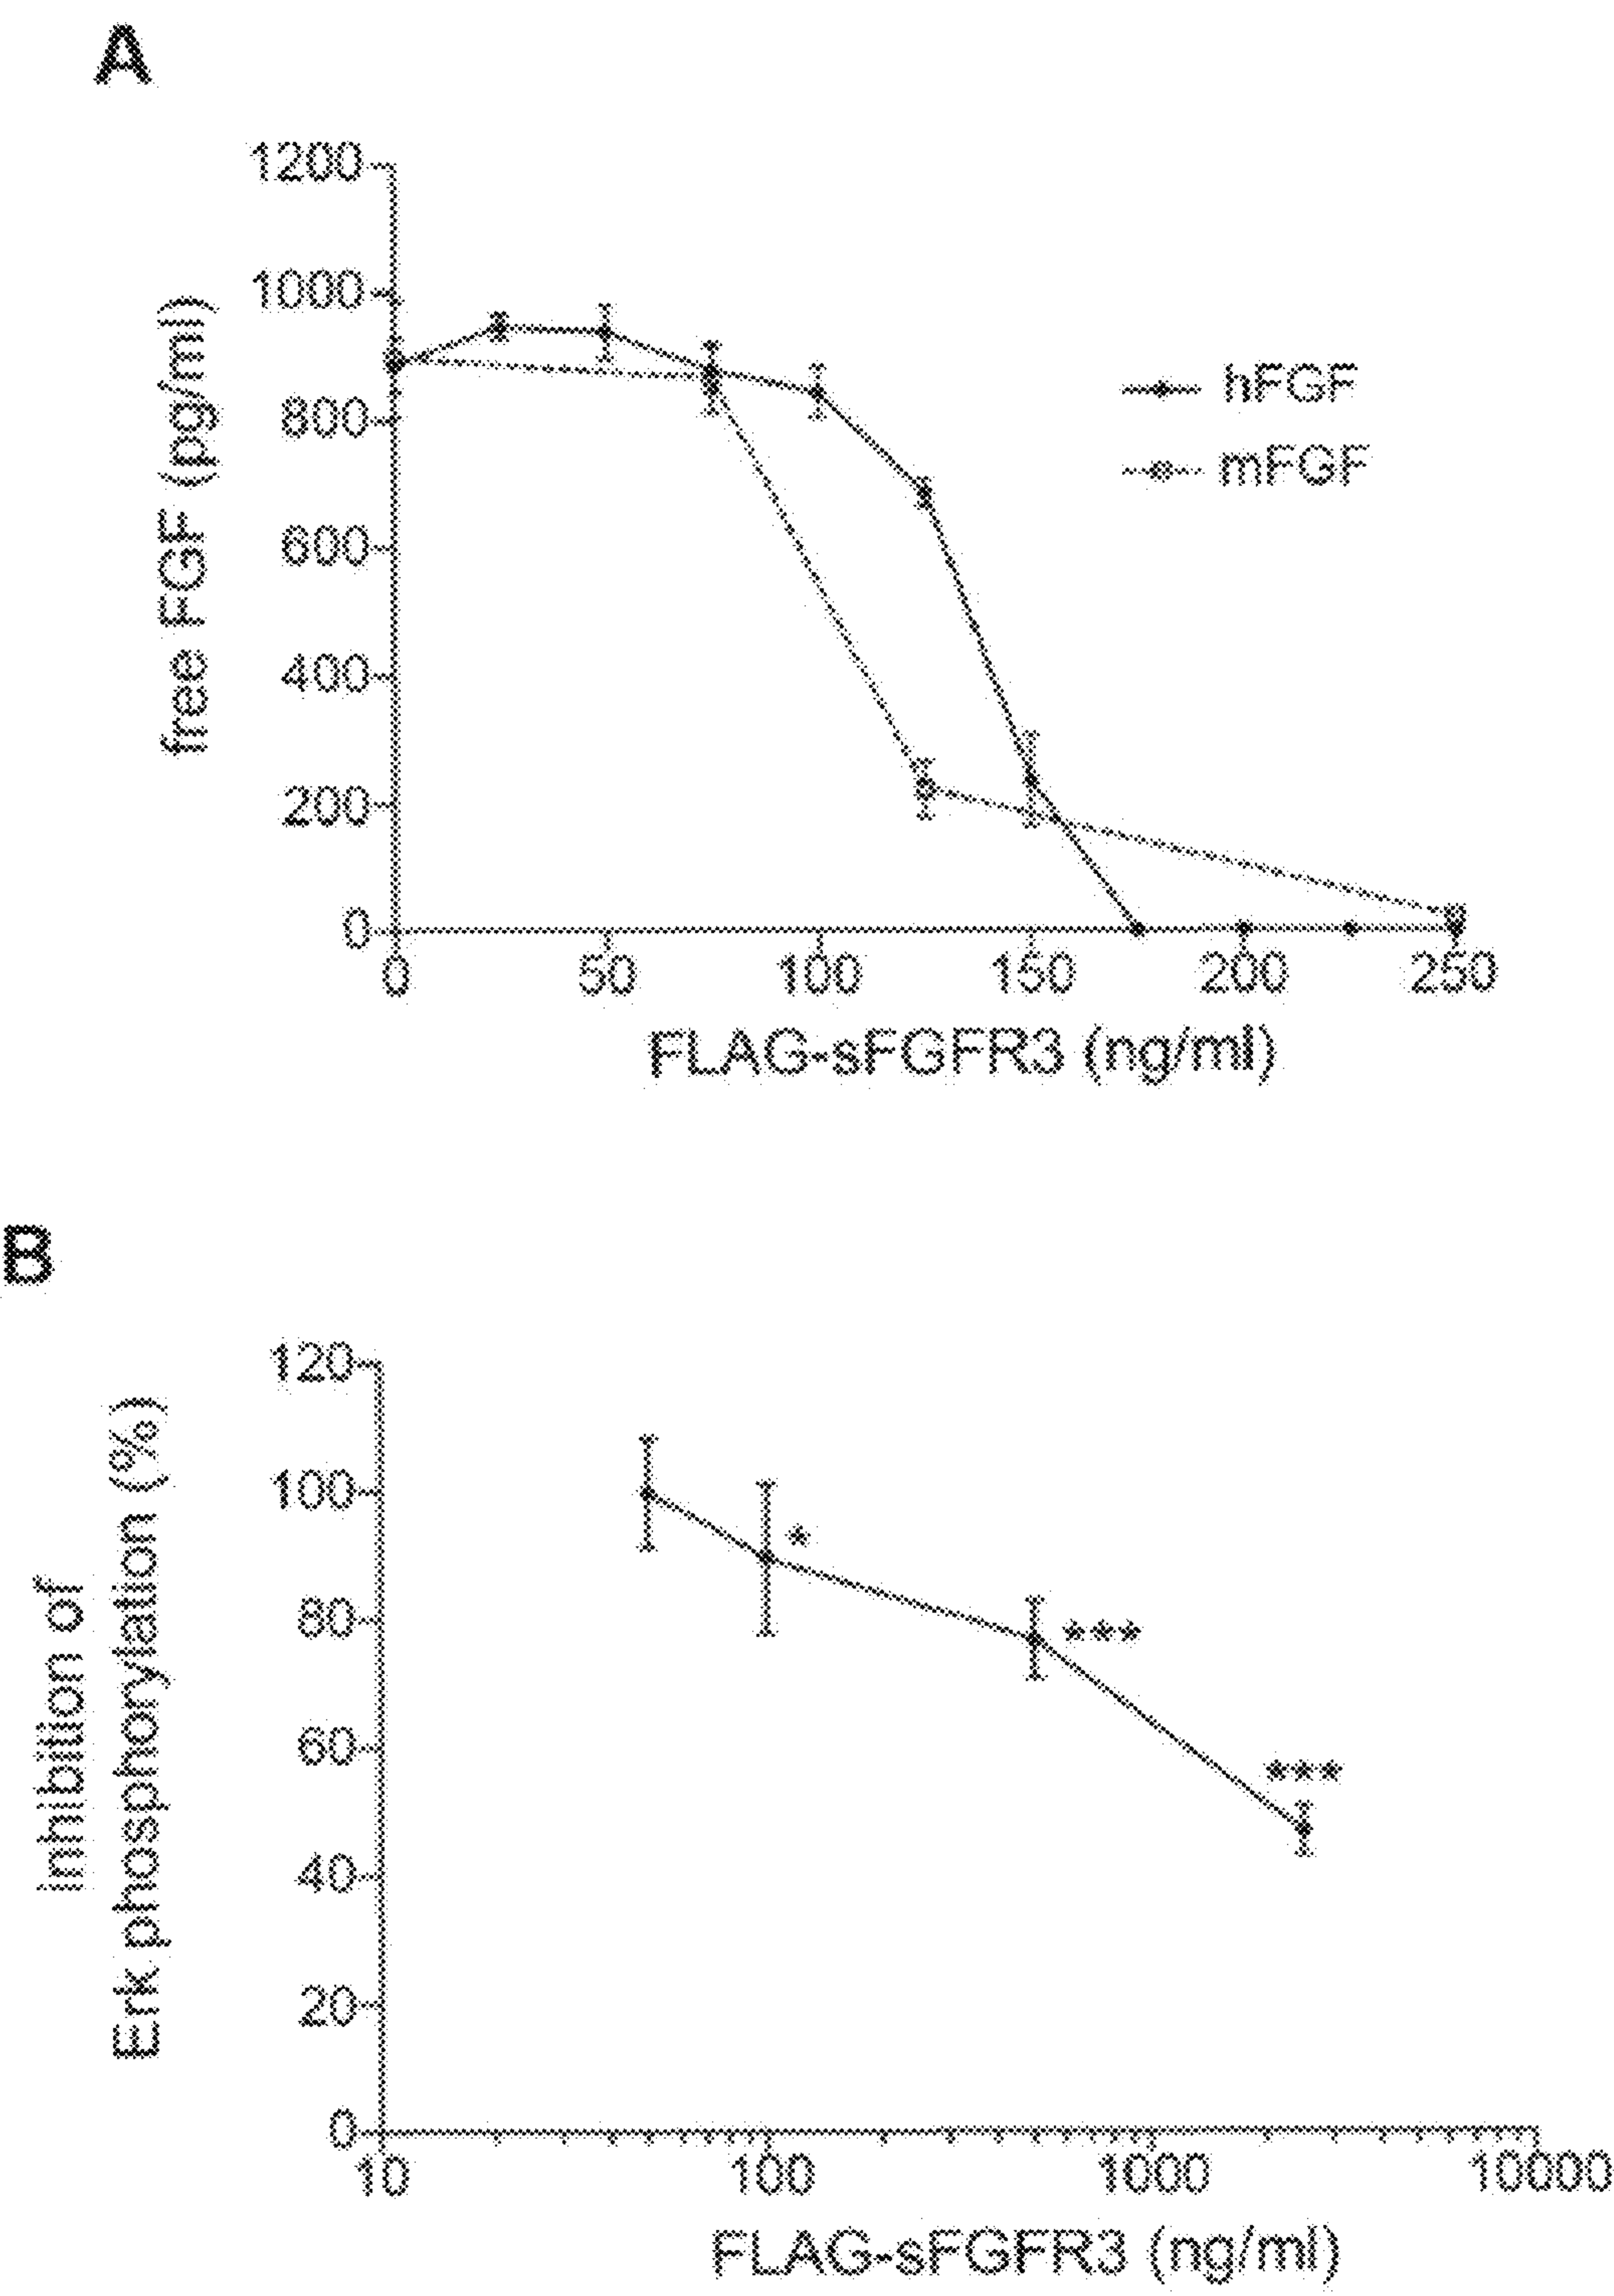 A
1200
1000
800
600
400
200
0
free FGF (pg/ml)
hFGF
mFGF
0 50 100 150 200 250
FLAG-sFGFR3 (ng/ml)
B
120
100
80
60
40
20
0
Inhibition of
Erk phosphorylation (%)
*
***
***
10 100 1000 10000
FLAG-sFGFR3 (ng/ml)